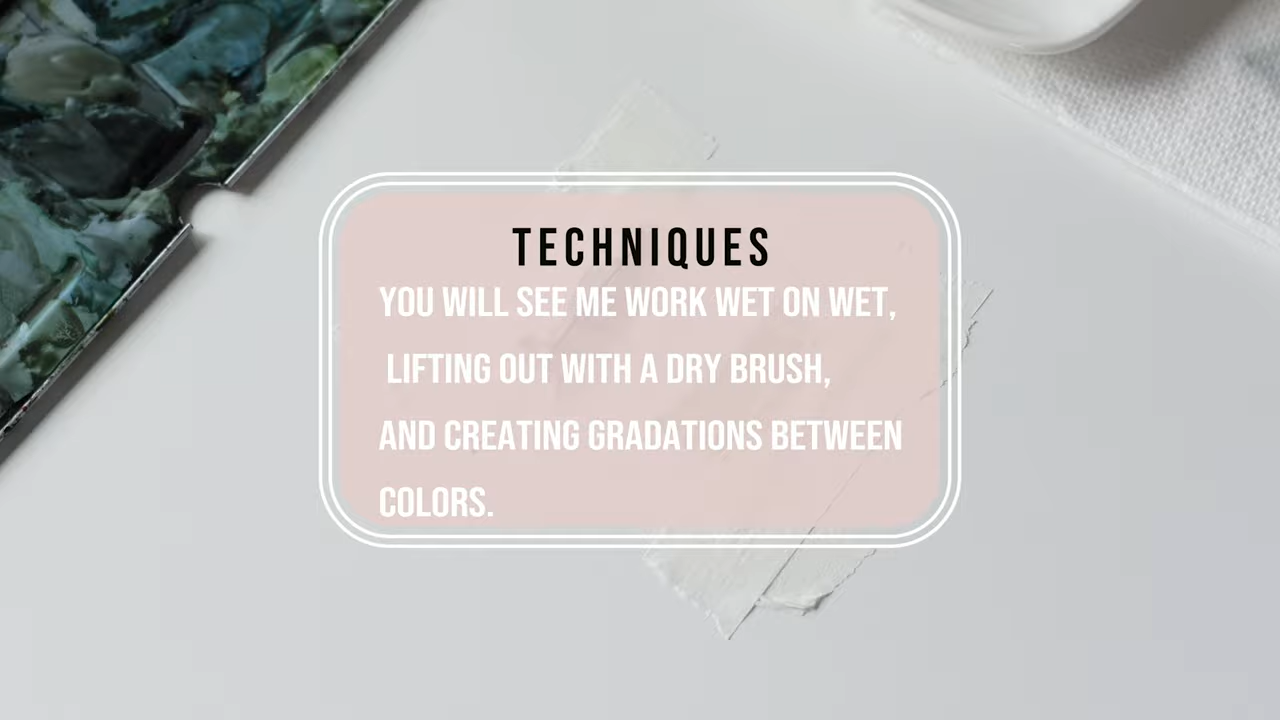 TECHNIQUES
YOU WILL SEE ME WORK WET ON WET,
LIFTING OUT WITH A DRY BRUSH,
AND CREATING GRADATIONS BETWEEN
COLORS.